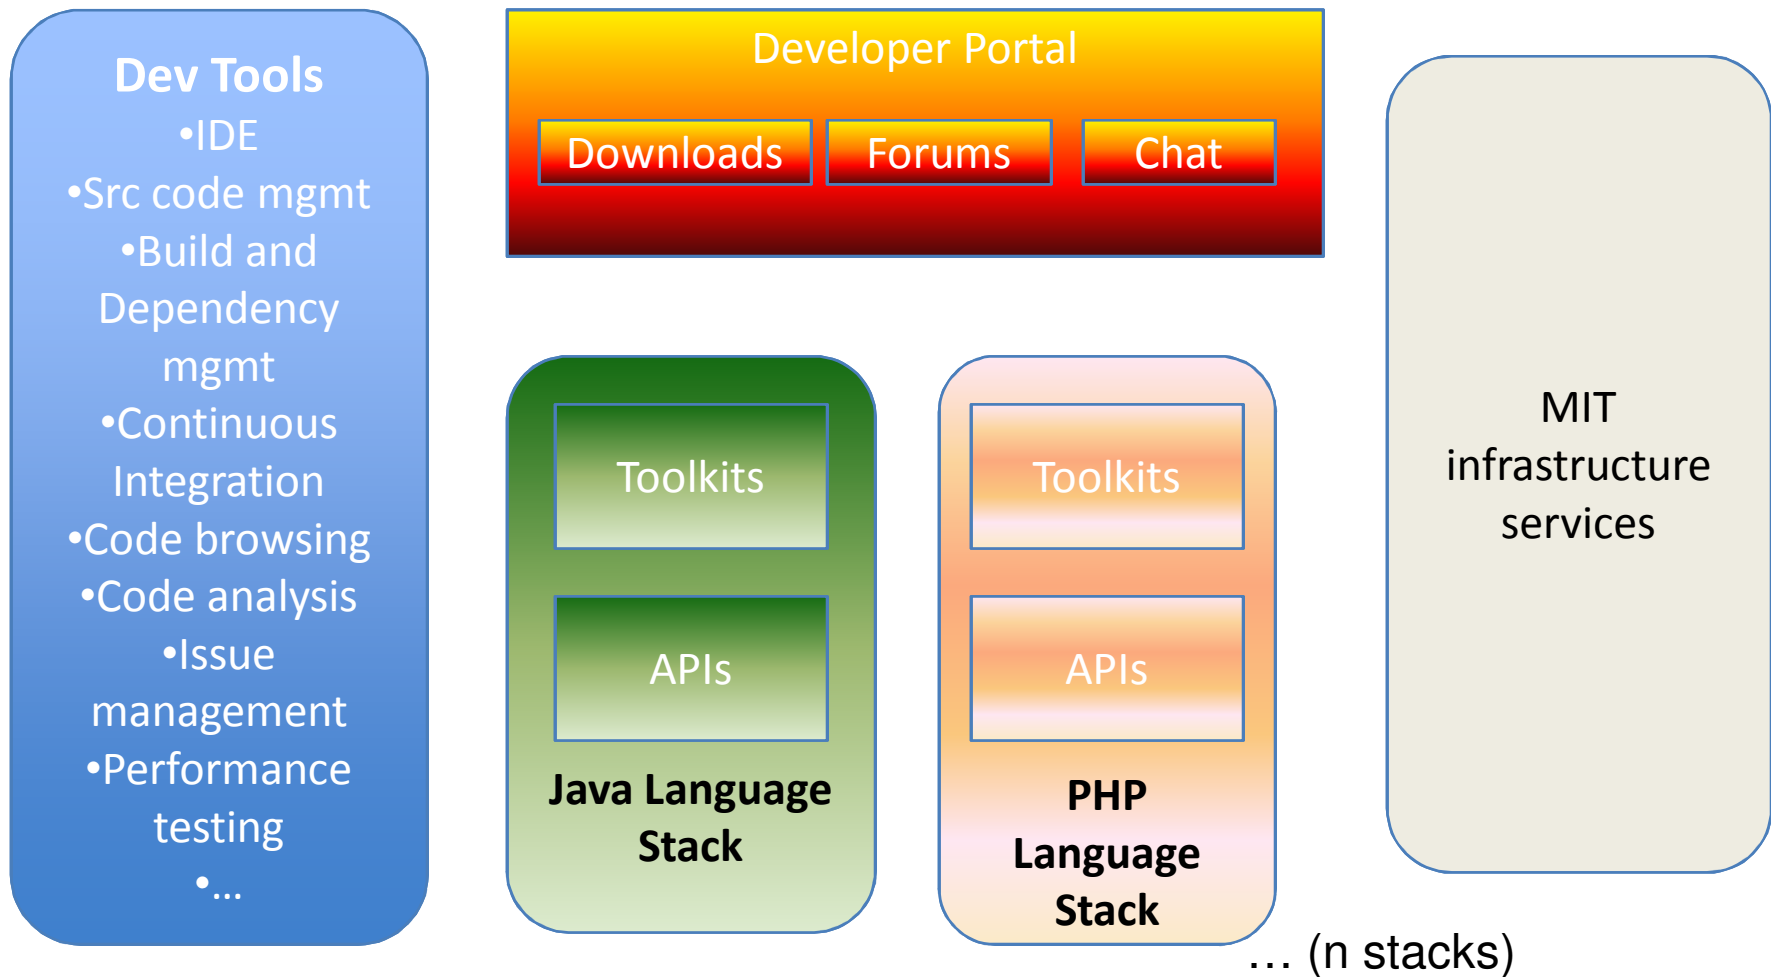 Dev Tools
•IDE
•Src code mgmt
•Build and
Dependency
mgmt
•Continuous
Integration
•Code browsing
•Code analysis
•Issue
management
•Performance
testing
•...
Developer Portal
Downloads
Forums
Chat
Toolkits
APIs
Java Language
Stack
Toolkits
APIs
PHP
Language
Stack
... (n stacks)
MIT
infrastructure
services